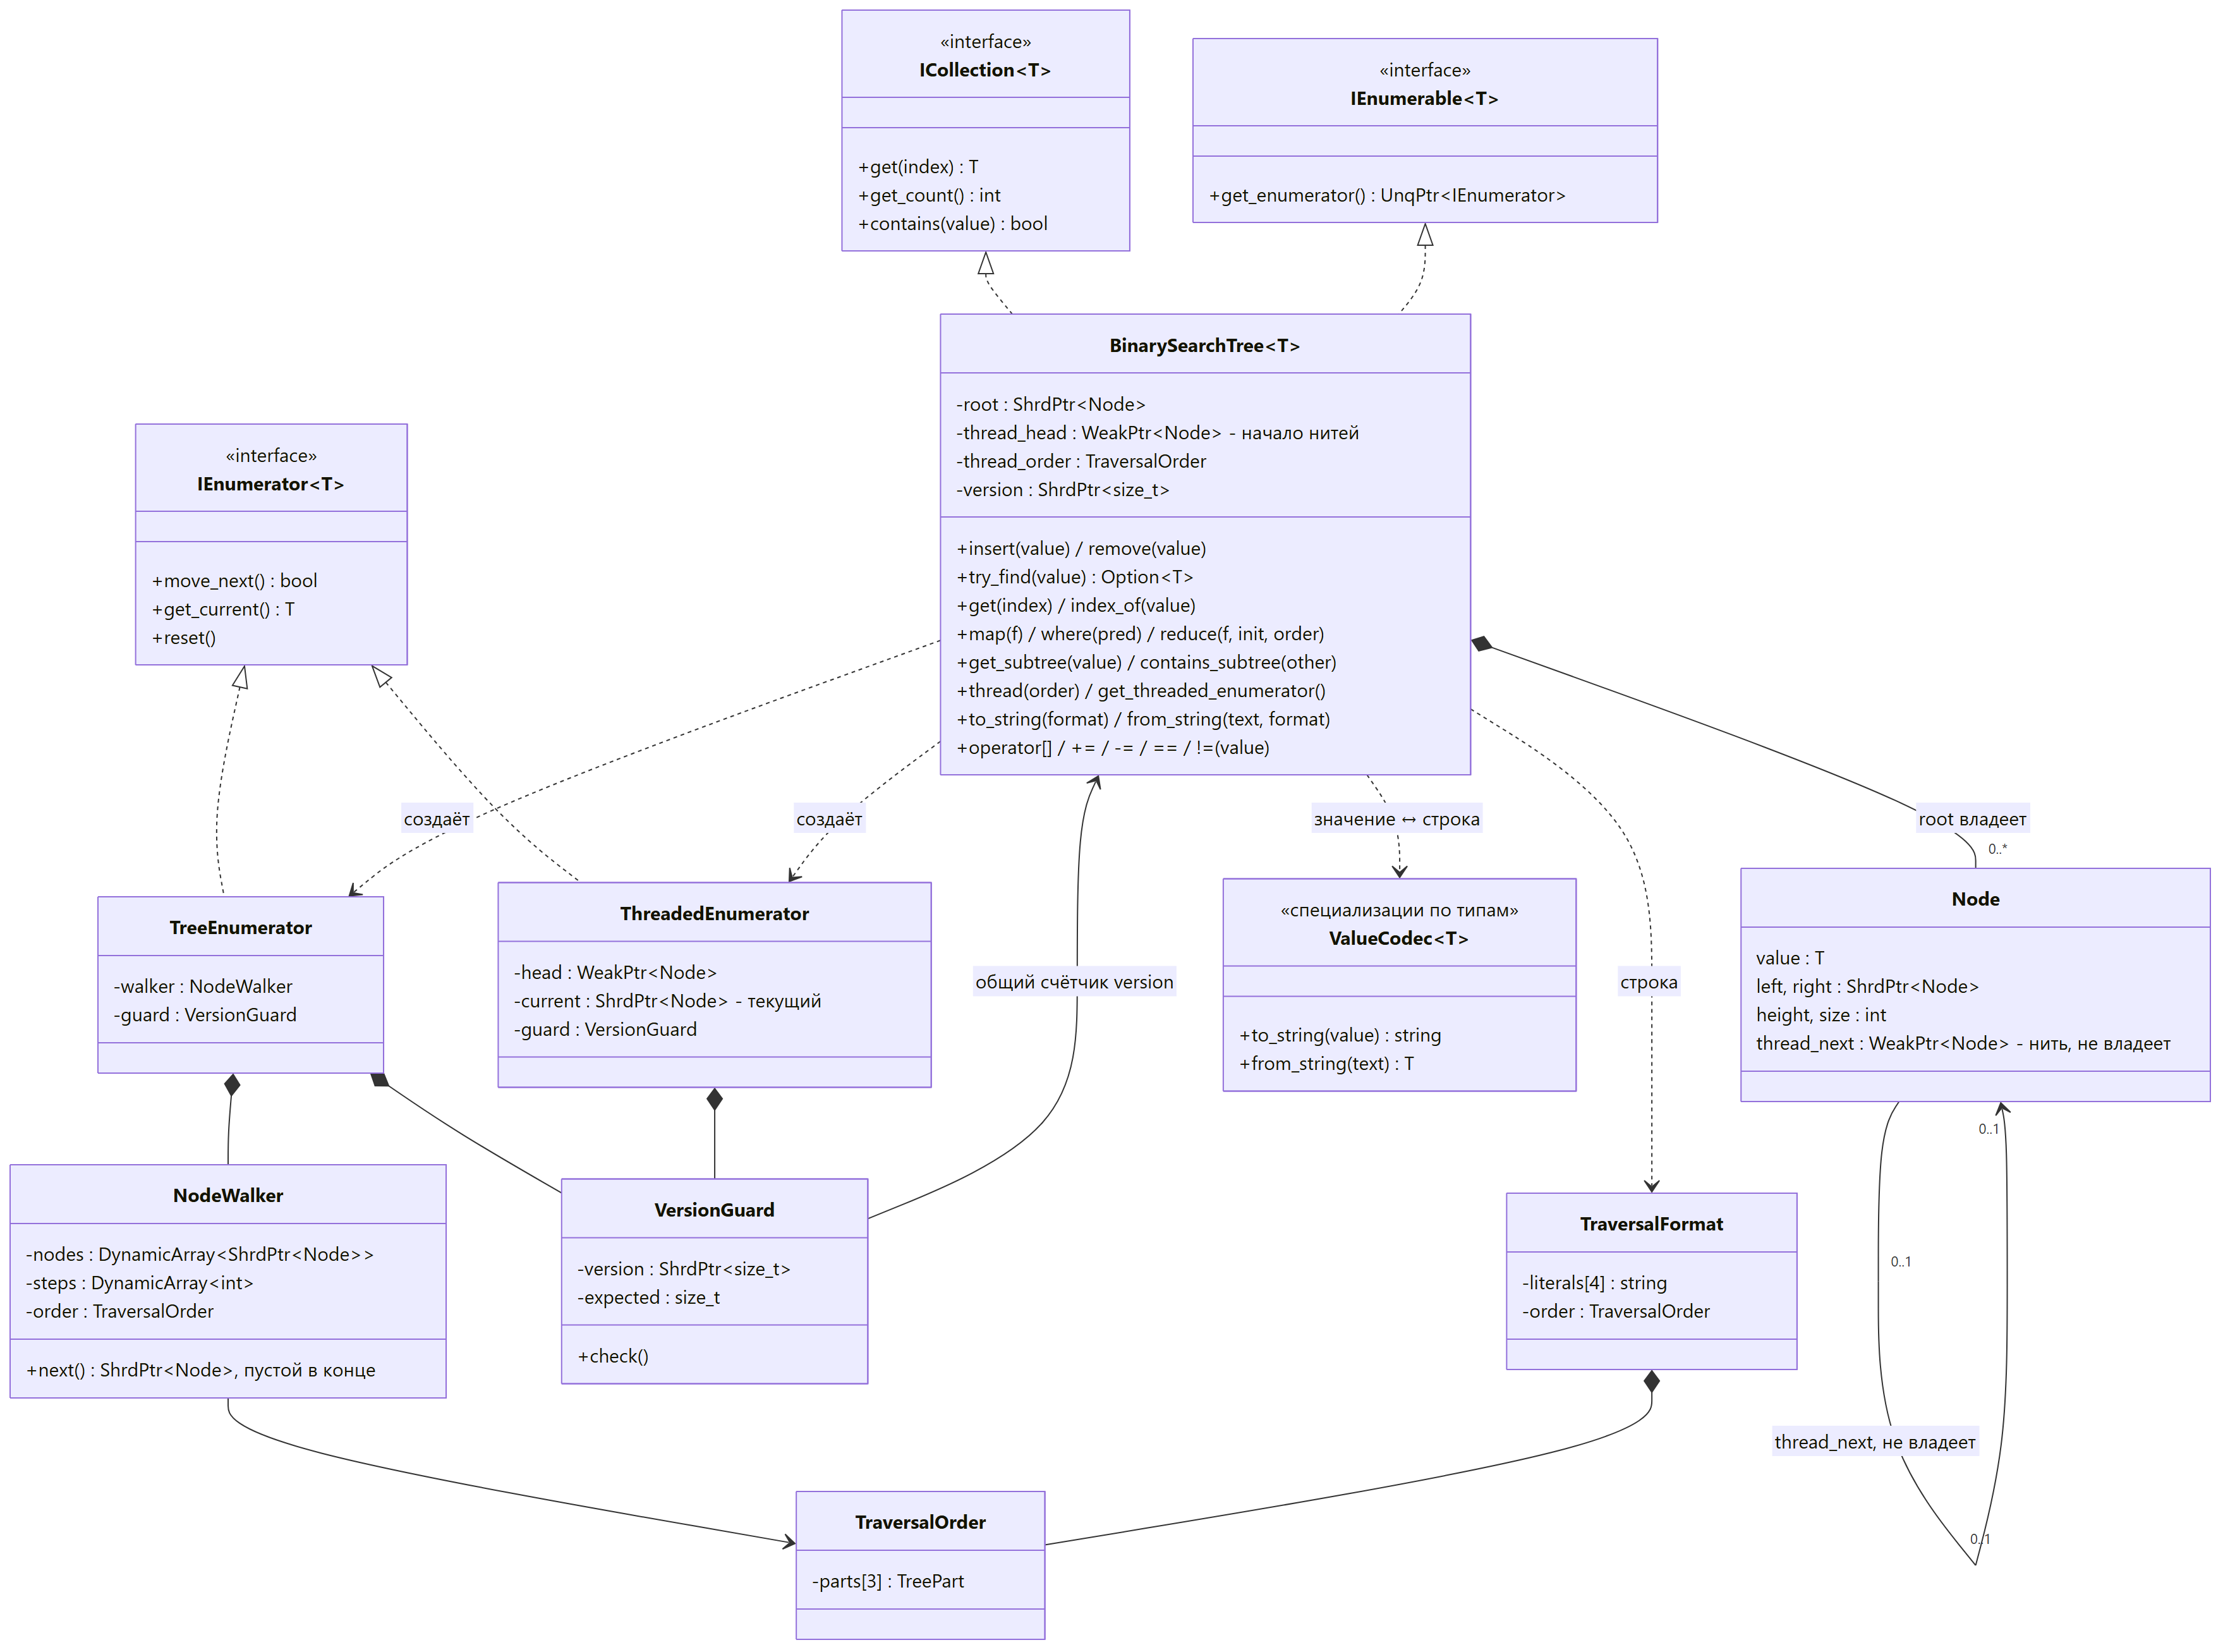 «interface»
ICollection<T>
+get(index) : T
+get_count() : int
+contains(value) : bool
«interface»
IEnumerable<T>
+get_enumerator() : UnqPtr<IEnumerator>
BinarySearchTree<T>
-root : ShrdPtr<Node>
-thread_head : WeakPtr<Node> - начало нитей
-thread_order : TraversalOrder
-version : ShrdPtr<size_t>
+insert(value) / remove(value)
+try_find(value) : Option<T>
+get(index) / index_of(value)
+map(f) / where(pred) / reduce(f, init, order)
+get_subtree(value) / contains_subtree(other)
+thread(order) / get_threaded_enumerator()
+to_string(format) / from_string(text, format)
+operator[] / += / -= / == / !=(value)
«interface»
IEnumerator<T>
+move_next() : bool
+get_current() : T
+reset()
создаёт
создаёт
значение ↔ строка
root владеет
0..*
TreeEnumerator
-walker : NodeWalker
-guard : VersionGuard
ThreadedEnumerator
-head : WeakPtr<Node>
-current : ShrdPtr<Node> - текущий
-guard : VersionGuard
общий счётчик version
«специализации по типам»
ValueCodec<T>
+to_string(value) : string
+from_string(text) : T
строка
Node
value : T
left, right : ShrdPtr<Node>
height, size : int
thread_next : WeakPtr<Node> - нить, не владеет
0..1
0..1
thread_next, не владеет
0..1
NodeWalker
-nodes : DynamicArray<ShrdPtr<Node>>
-steps : DynamicArray<int>
-order : TraversalOrder
+next() : ShrdPtr<Node>, пустой в конце
VersionGuard
-version : ShrdPtr<size_t>
-expected : size_t
+check()
TraversalFormat
-literals[4] : string
-order : TraversalOrder
TraversalOrder
-parts[3] : TreePart